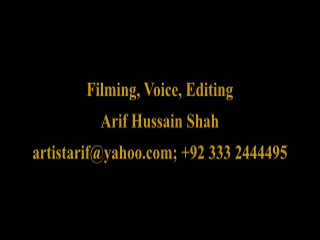 Filming, Voice, Editing
Arif Hussain Shah
artistarif@yahoo.com; +92 333 2444495